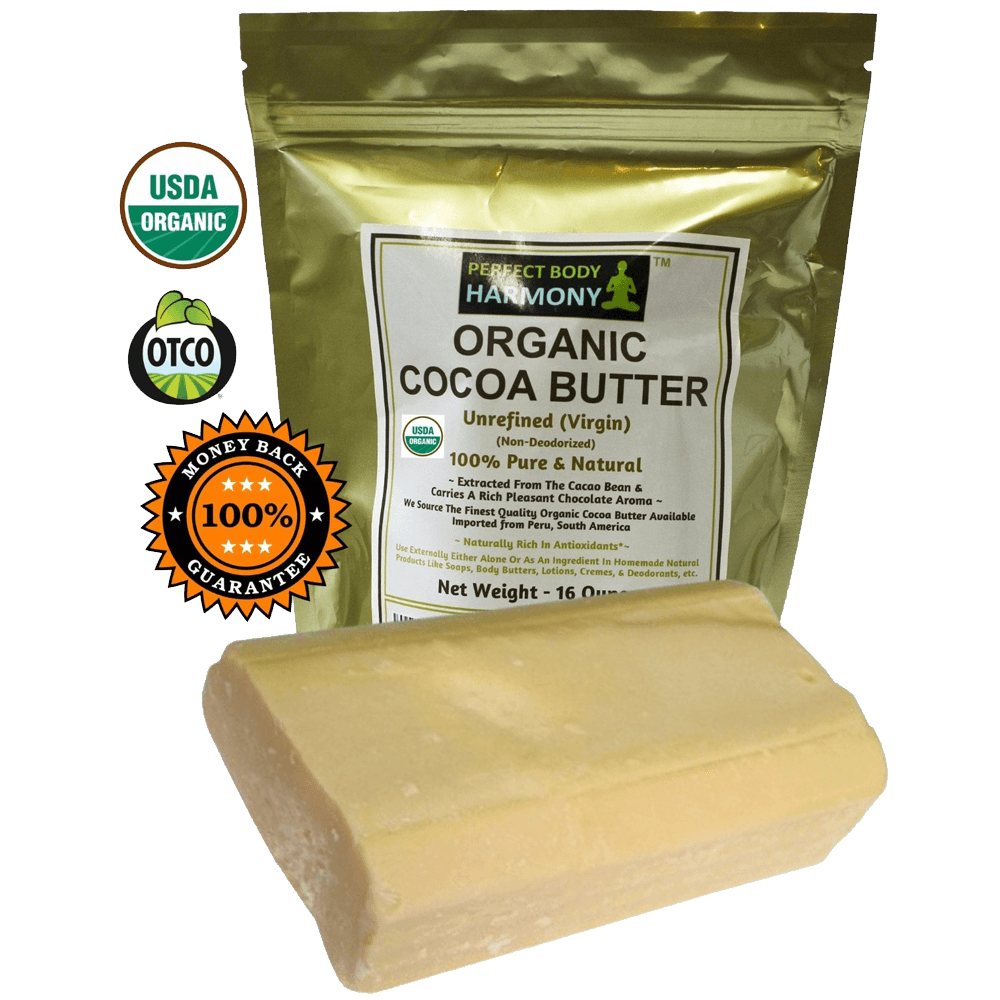 USDA
ORGANIC
OTCO
MONEY BACK
100%
GUARANTEE
PERFECT BODY
HARMONY
TM
ORGANIC
COCOA BUTTER
Unrefined (Virgin)
(Non-Deodorized)
USDA
ORGANIC
100% Pure & Natural
~ Extracted From The Cacao Bean &
Carries A Rich Pleasant Chocolate Aroma ~
We Source The Finest Quality Organic Cocoa Butter Available
Imported from Peru, South America
~ Naturally Rich In Antioxidants*~
Use Externally Either Alone Or As An Ingredient In Homemade Natural
Products Like Soaps, Body Butters, Lotions, Cremes, & Deodorants, etc.
Net Weight - 16